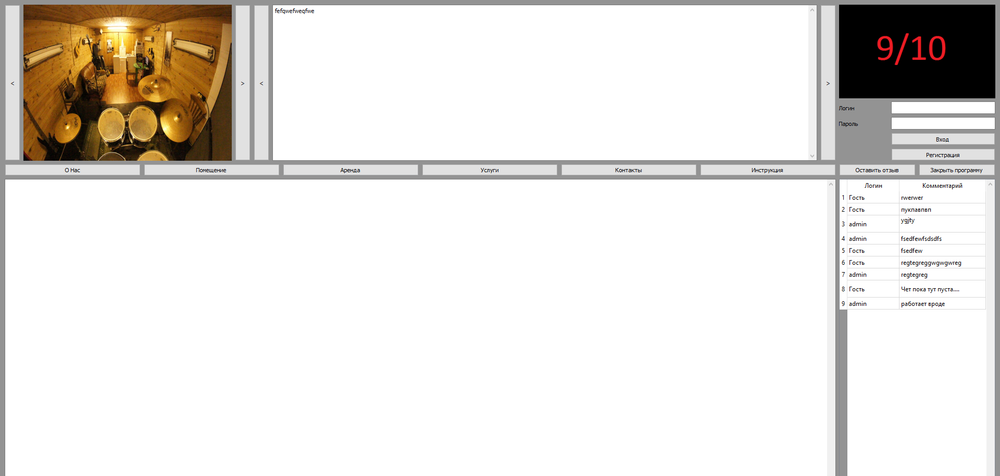 fefqwefweqfwe
9/10
<
>
<
>
SABIAN
Логин
Пароль
Вход
Регистрация
О Нас
Помещение
Аренда
Услуги
Контакты
Инструкция
Оставить отзыв
Закрыть программу
Логин Комментарий
1 Гость rwerwer
2 Гость пукпавпвп
3 admin ygjty
4 admin fsedfewfsdsdfs
5 Гость fsedfew
6 Гость regtegreggwgwgwreg
7 admin regtegreg
8 Гость Чет пока тут пуста....
9 admin работает вроде